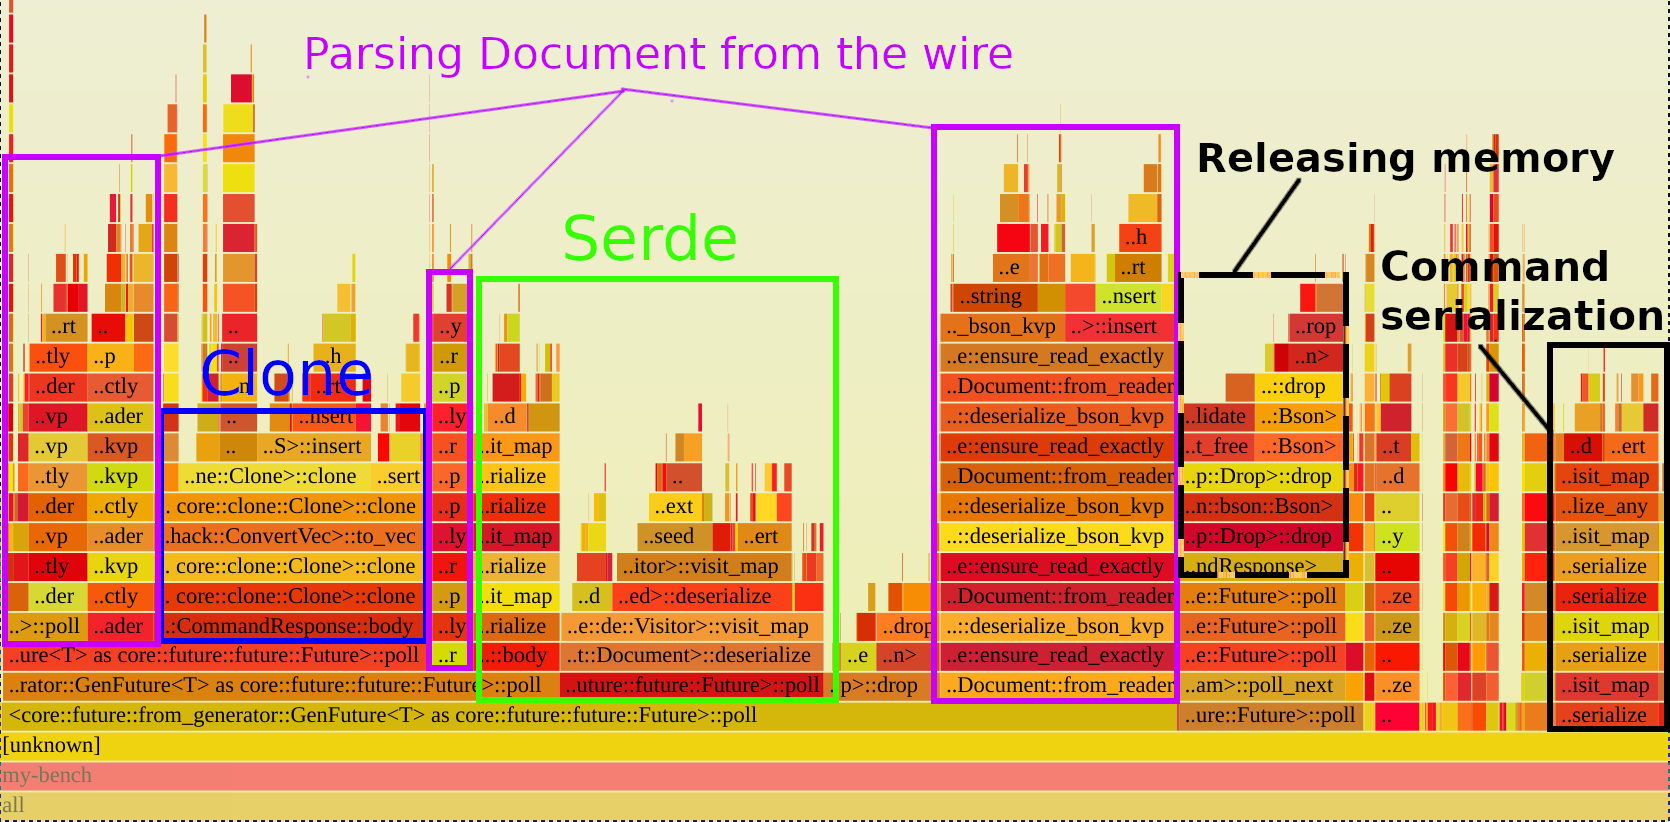 Parsing Document from the wire
Releasing memory
Serde
Command
serialization
Clone
..h
..e ..rt
..string ..nsert
..rt .. .. ..y .._bson_kvp ..>::insert ..rop
..tly ..p ..h ..r ..e::ensure_read_exactly ..n>
..der ..ctly ..p ..Document::from_reader ..::drop
..vp ..ader .. ..nsert ..ly ..d ..::deserialize_bson_kvp ..lidate ..:Bson>
..vp ..kvp .. ..S>::insert ..r ..it_map ..e::ensure_read_exactly ..t_free ..:Bson> ..t ..d ..ert
..tly ..kvp ..ne::Clone>::clone ..sert ..p ..rialize .. ..Document::from_reader ..p::Drop>::drop ..d ..isit_map
..der ..ctly . core::clone::Clone>::clone ..p ..rialize ..ext ..::deserialize_bson_kvp ..n::bson::Bson> .. ..lize_any
..vp ..ader .hack::ConvertVec>::to_vec ..ly ..it_map ..seed ..ert ..::deserialize_bson_kvp ..p::Drop>::drop ..y ..isit_map
..tly ..kvp . core::clone::Clone>::clone ..r ..rialize ..itor>::visit_map ..e::ensure_read_exactly ..ndResponse> .. ..serialize
..der ..ctly . core::clone::Clone>::clone ..p ..it_map ..d ..ed>::deserialize ..Document::from_reader ..e::Future>::poll ..ze ..serialize
..>::poll ..ader .:CommandResponse::body ..ly ..rialize ..e::de::Visitor>::visit_map ..drop ..::deserialize_bson_kvp ..e::Future>::poll ..ze ..isit_map
..ure<T> as core::future::future::Future>::poll ..r ..::body ..t::Document>::deserialize ..e ..n> ..e::ensure_read_exactly ..e::Future>::poll .. ..serialize
..rator::GenFuture<T> as core::future::future::Future>::poll ..uture::future::Future>::poll ..p>::drop ..Document::from_reader ..am>::poll_next ..ze ..isit_map
<core::future::from_generator::GenFuture<T> as core::future::future::Future>::poll ..ure::Future>::poll .. ..serialize
[unknown]
my-bench
all